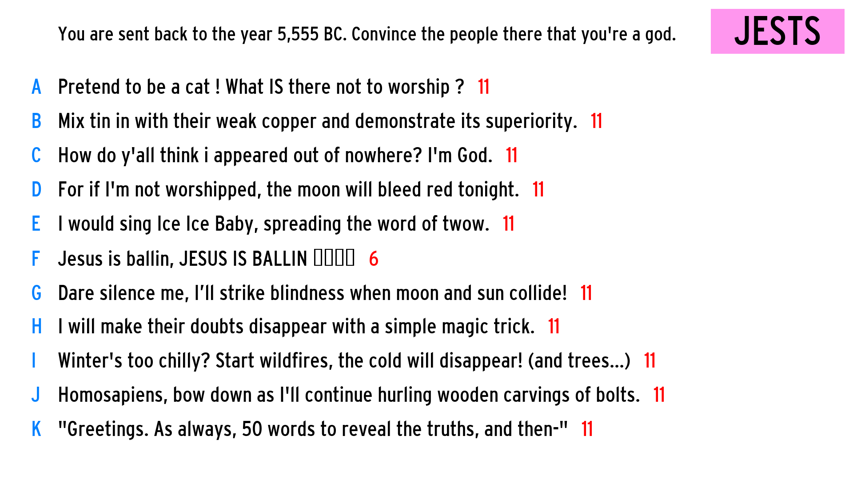 You are sent back to the year 5,555 BC. Convince the people there that you're a god.
JESTS
A Pretend to be a cat ! What IS there not to worship ? 11
B Mix tin in with their weak copper and demonstrate its superiority. 11
C How do y'all think i appeared out of nowhere? I'm God. 11
D For if I'm not worshipped, the moon will bleed red tonight. 11
E I would sing Ice Ice Baby, spreading the word of twow. 11
F Jesus is ballin, JESUS IS BALLIN ▯▯▯▯ 6
G Dare silence me, I’ll strike blindness when moon and sun collide! 11
H I will make their doubts disappear with a simple magic trick. 11
I Winter's too chilly? Start wildfires, the cold will disappear! (and trees...) 11
J Homosapiens, bow down as I'll continue hurling wooden carvings of bolts. 11
K "Greetings. As always, 50 words to reveal the truths, and then-" 11